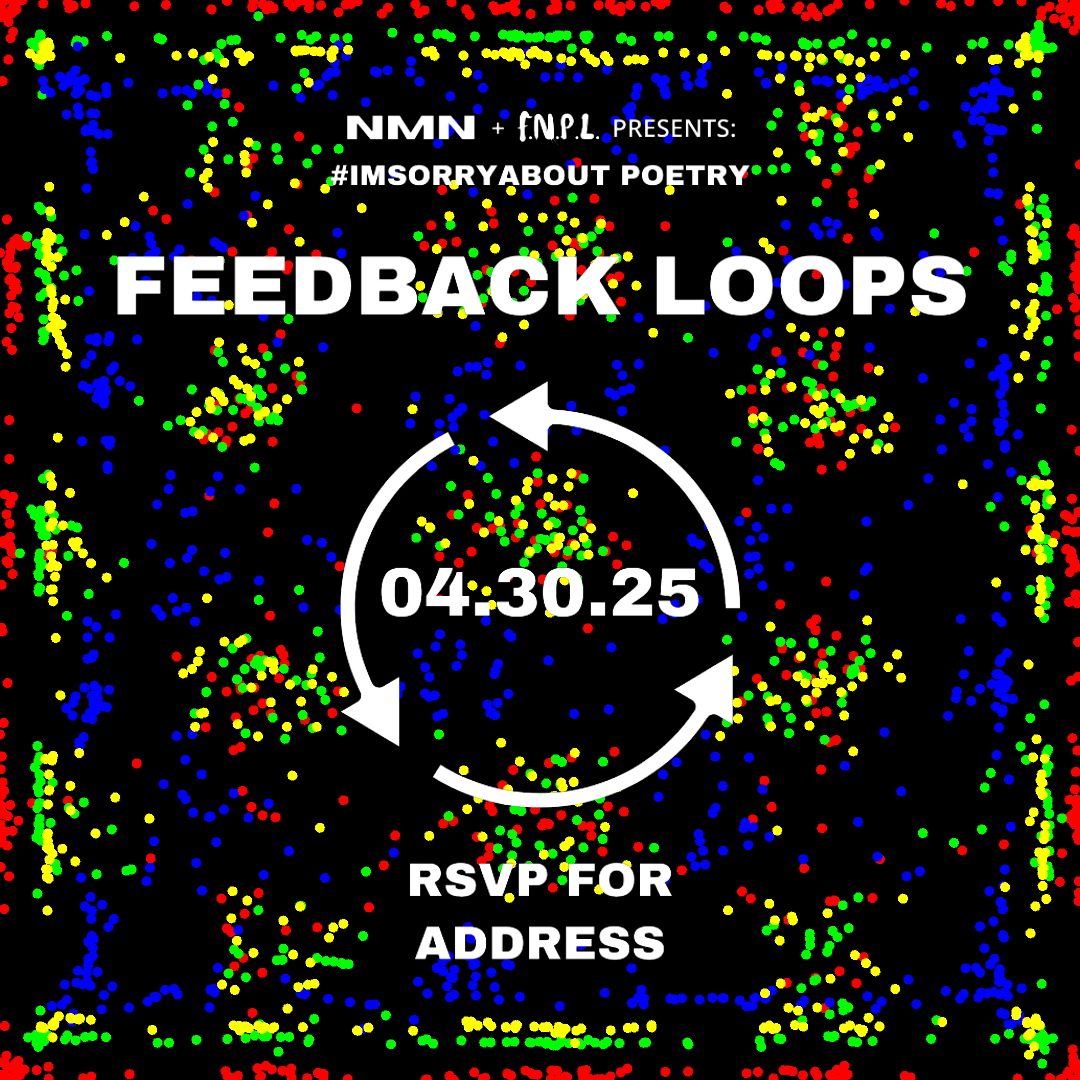 NMN + F.N.P.L. PRESENTS:
#IMSORRYABOUT POETRY
FEEDBACK LOOPS
04.30.25
RSVP FOR
ADDRESS